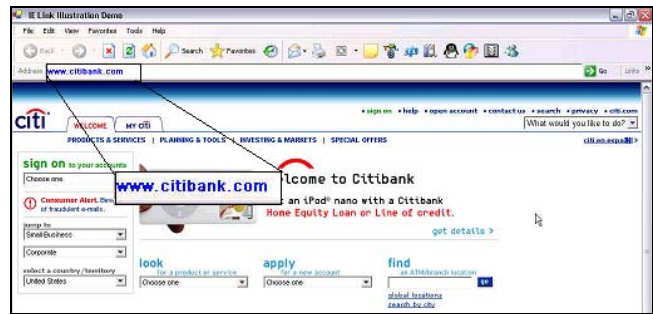 IE Link Illustration Demo
File Edit View Favorites Tools Help
Back Search Favorites
Address www.citibank.com Go Links
citi
WELCOME MY CITI
sign on help open account contact us search privacy citi.com
What would you like to do?
PRODUCTS & SERVICES | PLANNING & TOOLS | INVESTING & MARKETS | SPECIAL OFFERS
citi en español >
sign on to your accounts
Choose one
www.citibank.com
lcome to Citibank
Consumer Alert.
of fraudulent e-mails.
an iPod® nano with a Citibank
Home Equity Loan or Line of credit.
get details >
jump to
Small Business
Corporate
select a country/territory
United States
look
for a product or service
Choose one
apply
for a new account
Choose one
find
an ATM/branch location
go
global locations
search by city